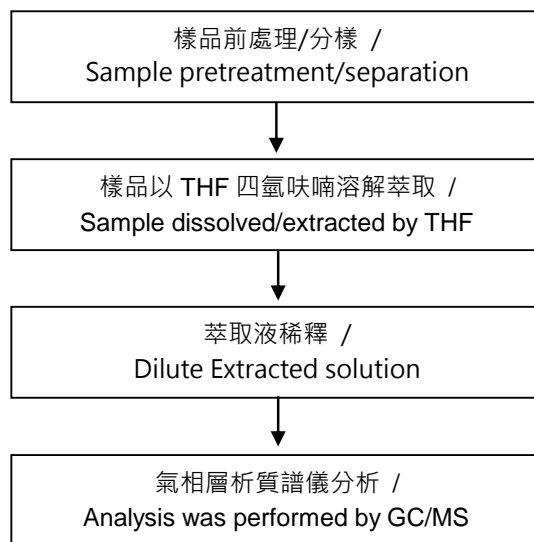 樣品前處理/分樣 /
Sample pretreatment/separation
樣品以 THF 四氫呋喃溶解萃取 /
Sample dissolved/extracted by THF
萃取液稀釋 /
Dilute Extracted solution
氣相層析質譜儀分析 /
Analysis was performed by GC/MS